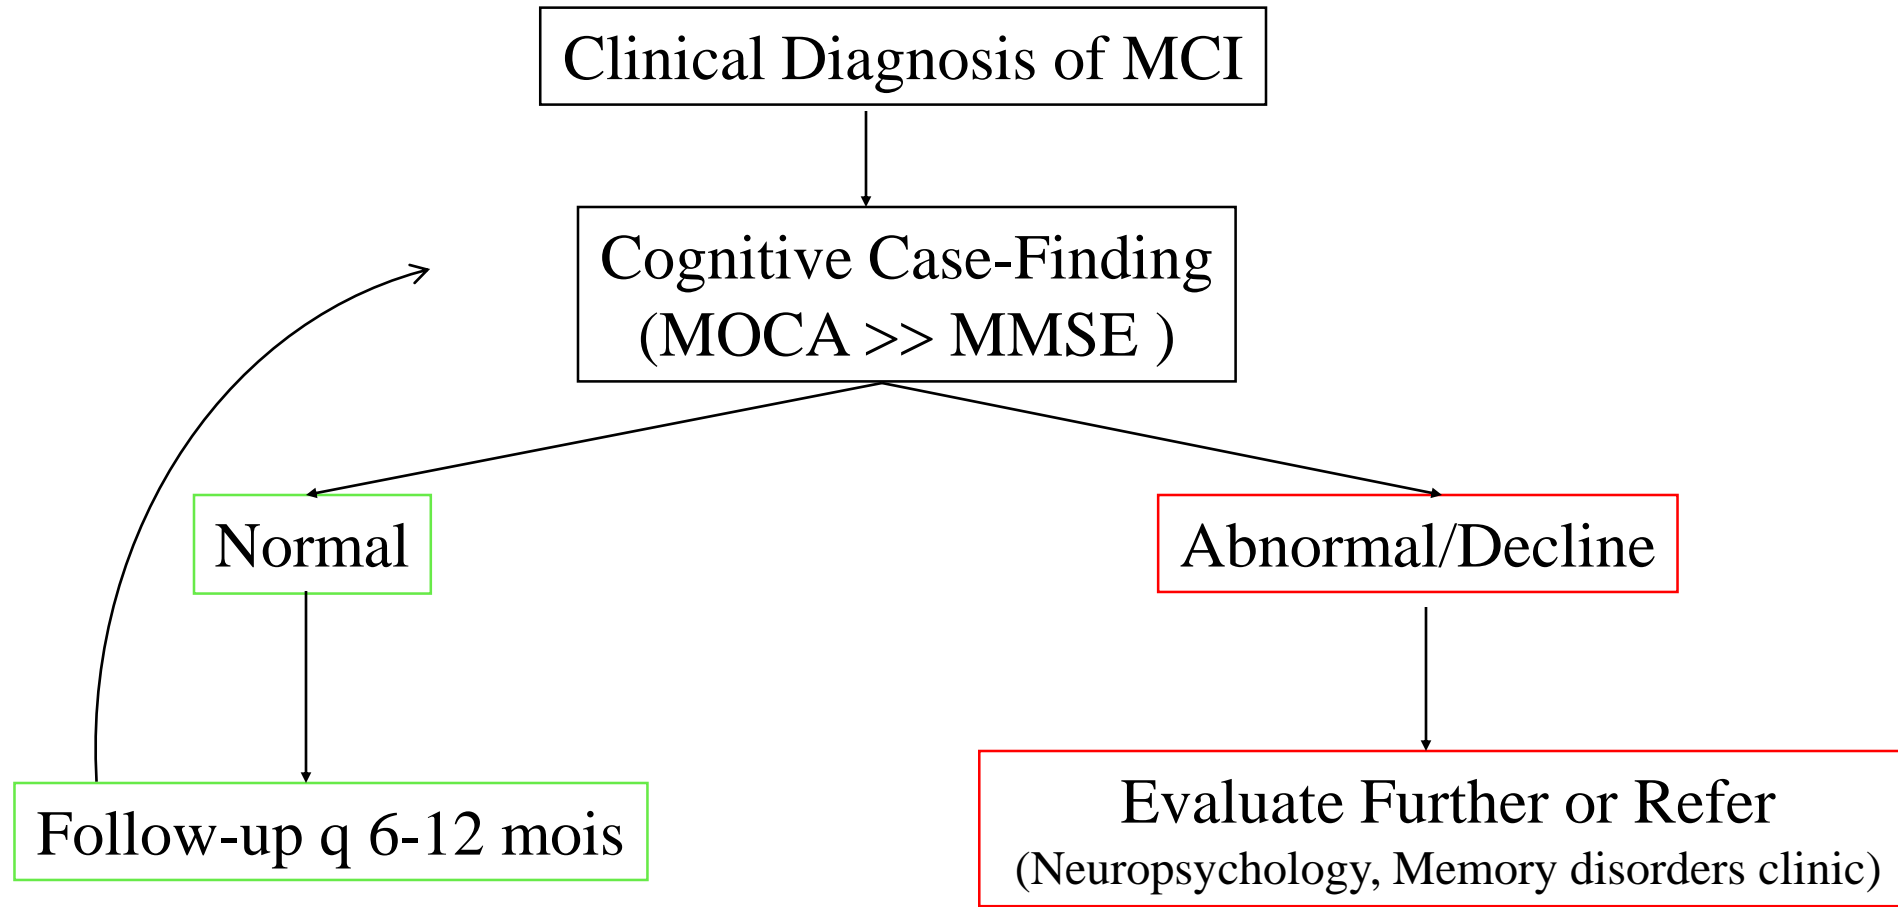 Clinical Diagnosis of MCI
Cognitive Case-Finding
(MOCA >> MMSE )
Normal
Abnormal/Decline
Follow-up q 6-12 mois
Evaluate Further or Refer
(Neuropsychology, Memory disorders clinic)